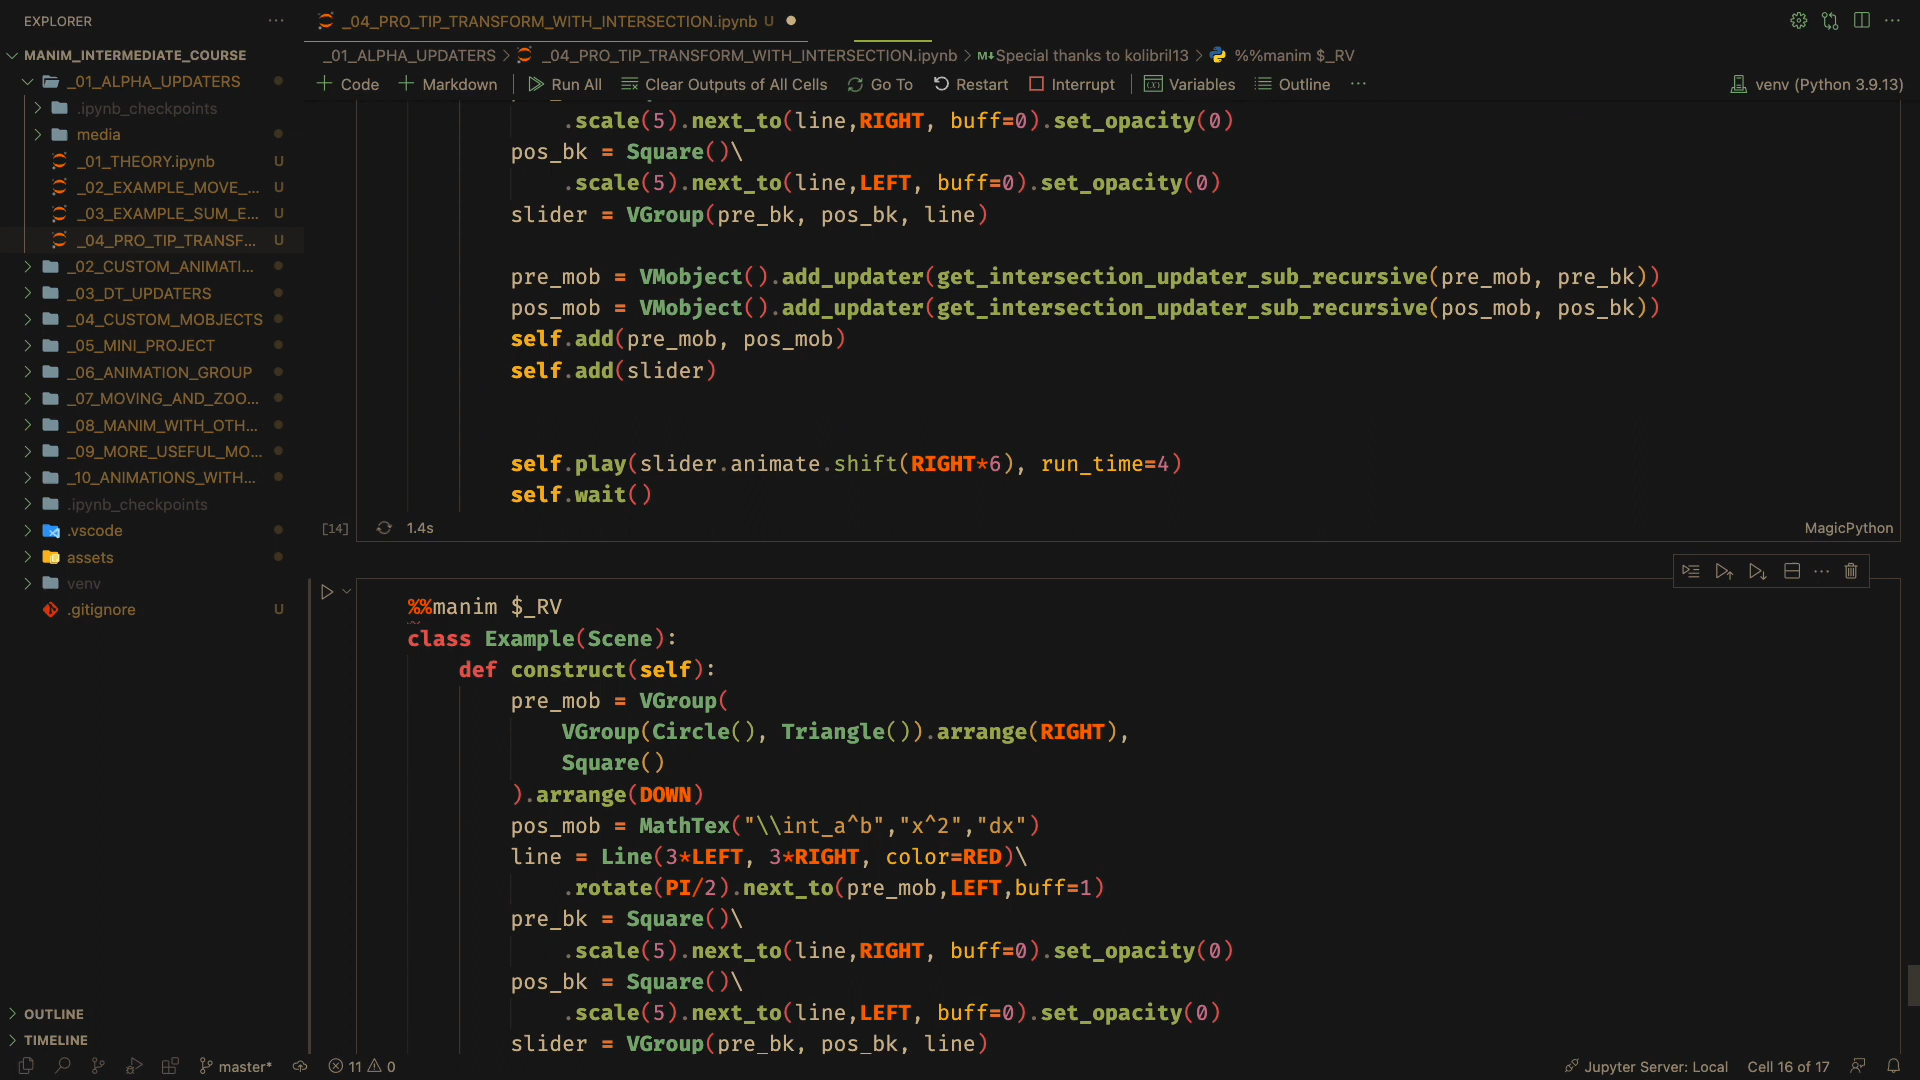 EXPLORER
_04_PRO_TIP_TRANSFORM_WITH_INTERSECTION.ipynb U
MANIM_INTERMEDIATE_COURSE
_01_ALPHA_UPDATERS
.ipynb_checkpoints
media
_01_THEORY.ipynb U
_02_EXAMPLE_MOVE_... U
_03_EXAMPLE_SUM_E... U
_04_PRO_TIP_TRANSF... U
_02_CUSTOM_ANIMATI...
_03_DT_UPDATERS
_04_CUSTOM_MOBJECTS
_05_MINI_PROJECT
_06_ANIMATION_GROUP
_07_MOVING_AND_ZOO...
_08_MANIM_WITH_OTH...
_09_MORE_USEFUL_MO...
_10_ANIMATIONS_WITH...
.ipynb_checkpoints
.vscode
assets
venv
.gitignore U
OUTLINE
TIMELINE
_01_ALPHA_UPDATERS > _04_PRO_TIP_TRANSFORM_WITH_INTERSECTION.ipynb > M↓Special thanks to kolibril13 > %%manim $_RV
+ Code + Markdown Run All Clear Outputs of All Cells Go To Restart Interrupt Variables Outline ... venv (Python 3.9.13)
.scale(5).next_to(line,RIGHT, buff=0).set_opacity(0)
pos_bk = Square()\
.scale(5).next_to(line,LEFT, buff=0).set_opacity(0)
slider = VGroup(pre_bk, pos_bk, line)
pre_mob = VMobject().add_updater(get_intersection_updater_sub_recursive(pre_mob, pre_bk))
pos_mob = VMobject().add_updater(get_intersection_updater_sub_recursive(pos_mob, pos_bk))
self.add(pre_mob, pos_mob)
self.add(slider)
self.play(slider.animate.shift(RIGHT*6), run_time=4)
self.wait()
[14] 1.4s MagicPython
%%manim $_RV
class Example(Scene):
def construct(self):
pre_mob = VGroup(
VGroup(Circle(), Triangle()).arrange(RIGHT),
Square()
).arrange(DOWN)
pos_mob = MathTex("\\int_a^b","x^2","dx")
line = Line(3*LEFT, 3*RIGHT, color=RED)\
.rotate(PI/2).next_to(pre_mob,LEFT,buff=1)
pre_bk = Square()\
.scale(5).next_to(line,RIGHT, buff=0).set_opacity(0)
pos_bk = Square()\
.scale(5).next_to(line,LEFT, buff=0).set_opacity(0)
slider = VGroup(pre_bk, pos_bk, line)
master* 11 0 Jupyter Server: Local Cell 16 of 17